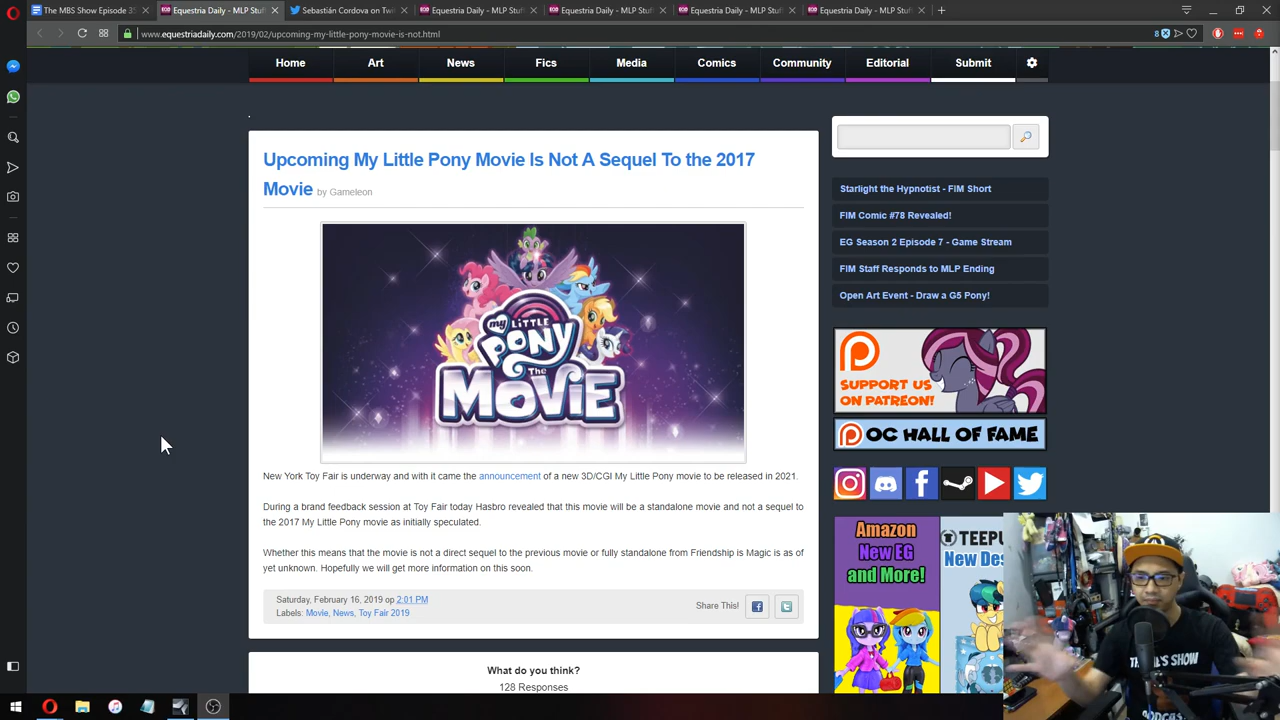 The MBS Show Episode 35
Equestria Daily - MLP Stuf
Sebastián Cordova on Twi
Equestria Daily - MLP Stuf
Equestria Daily - MLP Stuf
Equestria Daily - MLP Stuf
Equestria Daily - MLP Stuf
www.equestriadaily.com/2019/02/upcoming-my-little-pony-movie-is-not.html
8
Home
Art
News
Fics
Media
Comics
Community
Editorial
Submit
Upcoming My Little Pony Movie Is Not A Sequel To the 2017
Movie by Gameleon
my LiTTLE
PONY
THE
MOViE
New York Toy Fair is underway and with it came the announcement of a new 3D/CGI My Little Pony movie to be released in 2021.
During a brand feedback session at Toy Fair today Hasbro revealed that this movie will be a standalone movie and not a sequel to
the 2017 My Little Pony movie as initially speculated.
Whether this means that the movie is not a direct sequel to the previous movie or fully standalone from Friendship is Magic is as of
yet unknown. Hopefully we will get more information on this soon.
Saturday, February 16, 2019 op 2:01 PM
Labels: Movie, News, Toy Fair 2019
Share This!
What do you think?
128 Responses
Starlight the Hypnotist - FIM Short
FIM Comic #78 Revealed!
EG Season 2 Episode 7 - Game Stream
FIM Staff Responds to MLP Ending
Open Art Event - Draw a G5 Pony!
SUPPORT US
ON PATREON!
OC HALL OF FAME
Amazon
New EG
and More!
TEEPU
New Des
THE
SHOW